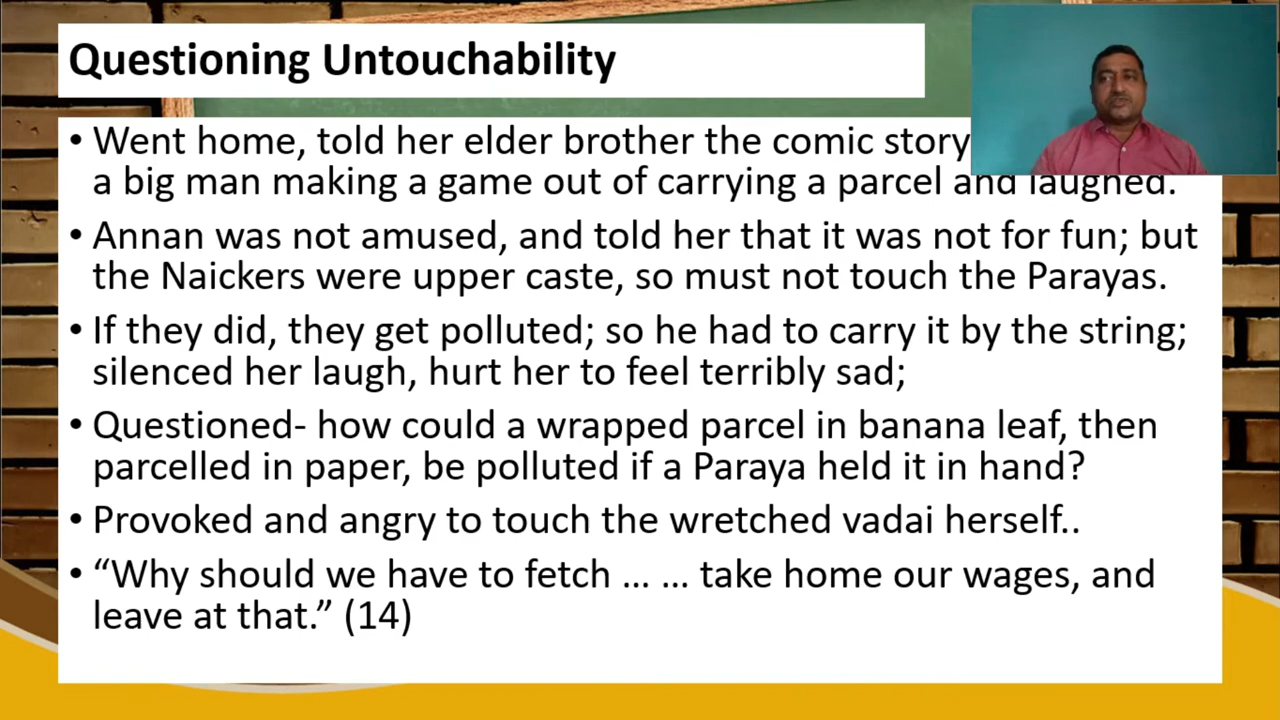 Questioning Untouchability
• Went home, told her elder brother the comic story
a big man making a game out of carrying a parcel and laughed.
• Annan was not amused, and told her that it was not for fun; but
the Naickers were upper caste, so must not touch the Parayas.
• If they did, they get polluted; so he had to carry it by the string;
silenced her laugh, hurt her to feel terribly sad;
• Questioned- how could a wrapped parcel in banana leaf, then
parcelled in paper, be polluted if a Paraya held it in hand?
• Provoked and angry to touch the wretched vadai herself..
• “Why should we have to fetch ... ... take home our wages, and
leave at that.” (14)